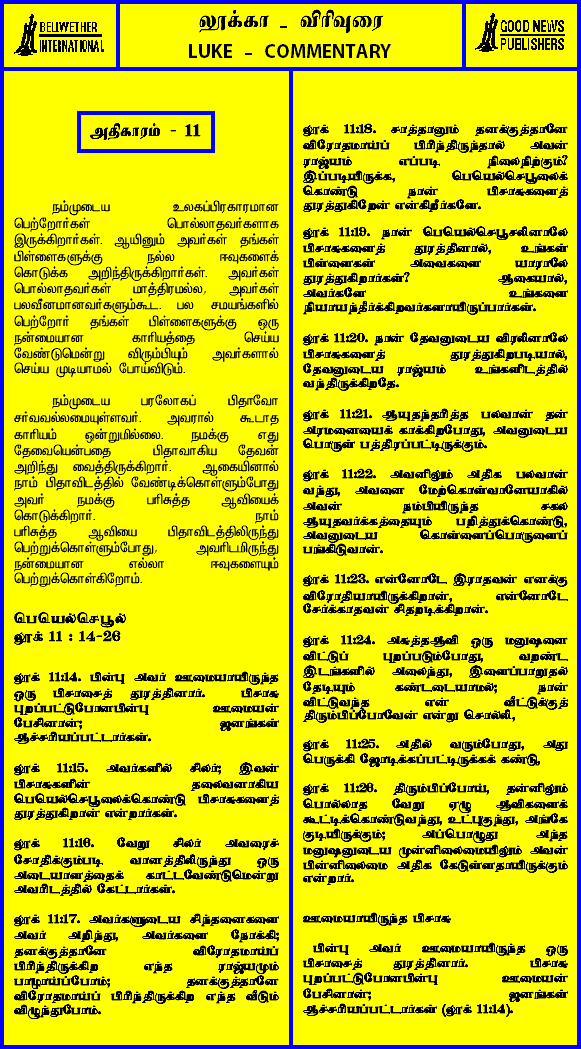 BELLWETHER
INTERNATIONAL
லூக்கா - விரிவுரை
LUKE - COMMENTARY
GOOD NEWS
PUBLISHERS
அதிகாரம் - 11
நம்முடைய உலகப்பிரகாரமான
பெற்றோர்கள் பொல்லாதவர்களாக
இருக்கிறார்கள். ஆயினும் அவர்கள் தங்கள்
பிள்ளைகளுக்கு நல்ல ஈவுகளைக்
கொடுக்க அறிந்திருக்கிறார்கள். அவர்கள்
பொல்லாதவர்கள் மாத்திரமல்ல, அவர்கள்
பலவீனமானவர்களும்கூட. பல சமயங்களில்
பெற்றோர் தங்கள் பிள்ளைகளுக்கு ஒரு
நன்மையான காரியத்தை செய்ய
வேண்டுமென்று விரும்பியும் அவர்களால்
செய்ய முடியாமல் போய்விடும்.
நம்முடைய பரலோகப் பிதாவோ
சர்வவல்லமையுள்ளவர். அவரால் கூடாத
காரியம் ஒன்றுமில்லை. நமக்கு எது
தேவையென்பதை பிதாவாகிய தேவன்
அறிந்து வைத்திருக்கிறார். ஆகையினால்
நாம் பிதாவிடத்தில் வேண்டிக்கொள்ளும்போது
அவர் நமக்கு பரிசுத்த ஆவியைக்
கொடுக்கிறார். நாம்
பரிசுத்த ஆவியை பிதாவிடத்திலிருந்து
பெற்றுக்கொள்ளும்போது, அவரிடமிருந்து
நன்மையான எல்லா ஈவுகளையும்
பெற்றுக்கொள்கிறோம்.
பெயெல்செபூல்
லூக் 11 : 14-26
லூக் 11:14. பின்பு அவர் ஊமையாயிருந்த
ஒரு பிசாசைத் துரத்தினார். பிசாசு
புறப்பட்டுபோனபின்பு ஊமையன்
பேசினான்; ஜனங்கள்
ஆச்சரியப்பட்டார்கள்.
லூக் 11:15. அவர்களில் சிலர்; இவன்
பிசாசுகளின் தலைவனாகிய
பெயெல்செபூலைக்கொண்டு பிசாசுகளைத்
துரத்துகிறான் என்றார்கள்.
லூக் 11:16. வேறு சிலர் அவரைச்
சோதிக்கும்படி வானத்திலிருந்து ஒரு
அடையாளத்தைக் காட்டவேண்டுமென்று
அவரிடத்தில் கேட்டார்கள்.
லூக் 11:17. அவர்களுடைய சிந்தனைகளை
அவர் அறிந்து, அவர்களை நோக்கி;
தனக்குத்தானே விரோதமாய்ப்
பிரிந்திருக்கிற எந்த ராஜ்யமும்
பாழாய்ப்போம்; தனக்குத்தானே
விரோதமாய்ப் பிரிந்திருக்கிற எந்த வீடும்
விழுந்துபோம்.
லூக் 11:18. சாத்தானும் தனக்குத்தானே
விரோதமாய்ப் பிரிந்திருந்தால் அவன்
ராஜ்யம் எப்படி நிலைநிற்கும்?
இப்படியிருக்க, பெயெல்செபூலைக்
கொண்டு நான் பிசாசுகளைத்
துரத்துகிறேன் என்கிறீர்களே.
லூக் 11:19. நான் பெயெல்செபூலினாலே
பிசாசுகளைத் துரத்தினால், உங்கள்
பிள்ளைகள் அவைகளை யாராலே
துரத்துகிறார்கள்? ஆகையால்,
அவர்களே உங்களை
நியாயந்தீர்க்கிறவர்களாயிருப்பார்கள்.
லூக் 11:20. நான் தேவனுடைய விரலினாலே
பிசாசுகளைத் துரத்துகிறபடியால்,
தேவனுடைய ராஜ்யம் உங்களிடத்தில்
வந்திருக்கிறதே.
லூக் 11:21. ஆயுதந்தரித்த பலவான் தன்
அரமனையைக் காக்கிறபோது, அவனுடைய
பொருள் பத்திரப்பட்டிருக்கும்.
லூக் 11:22. அவனிலும் அதிக பலவான்
வந்து, அவனை மேற்கொள்வானேயாகில்
அவன் நம்பியிருந்த சகல
ஆயுதவர்க்கத்தையும் பறித்துக்கொண்டு,
அவனுடைய கொள்ளைப்பொருளைப்
பங்கிடுவான்.
லூக் 11:23. என்னோடே இராதவன் எனக்கு
விரோதியாயிருக்கிறான், என்னோடே
சேர்க்காதவன் சிதறடிக்கிறான்.
லூக் 11:24. அசுத்தஆவி ஒரு மனுஷனை
விட்டுப் புறப்படும்போது, வறண்ட
இடங்களில் அலைந்து, இளைப்பாறுதல்
தேடியும் கண்டடையாமல்; நான்
விட்டுவந்த என் வீட்டுக்குத்
திரும்பிப்போவேன் என்று சொல்லி,
லூக் 11:25. அதில் வரும்போது, அது
பெருக்கி ஜோடிக்கப்பட்டிருக்கக் கண்டு,
லூக் 11:26. திரும்பிப்போய், தன்னிலும்
பொல்லாத வேறு ஏழு ஆவிகளைக்
கூட்டிக்கொண்டுவந்து, உட்புகுந்து, அங்கே
குடியிருக்கும்; அப்பொழுது அந்த
மனுஷனுடைய முன்னிலைமையிலும் அவன்
பின்னிலைமை அதிக கேடுள்ளதாயிருக்கும்
என்றார்.
ஊமையாயிருந்த பிசாசு
பின்பு அவர் ஊமையாயிருந்த ஒரு
பிசாசைத் துரத்தினார். பிசாசு
புறப்பட்டுபோனபின்பு ஊமையன்
பேசினான்; ஜனங்கள்
ஆச்சரியப்பட்டார்கள் (லூக் 11:14).